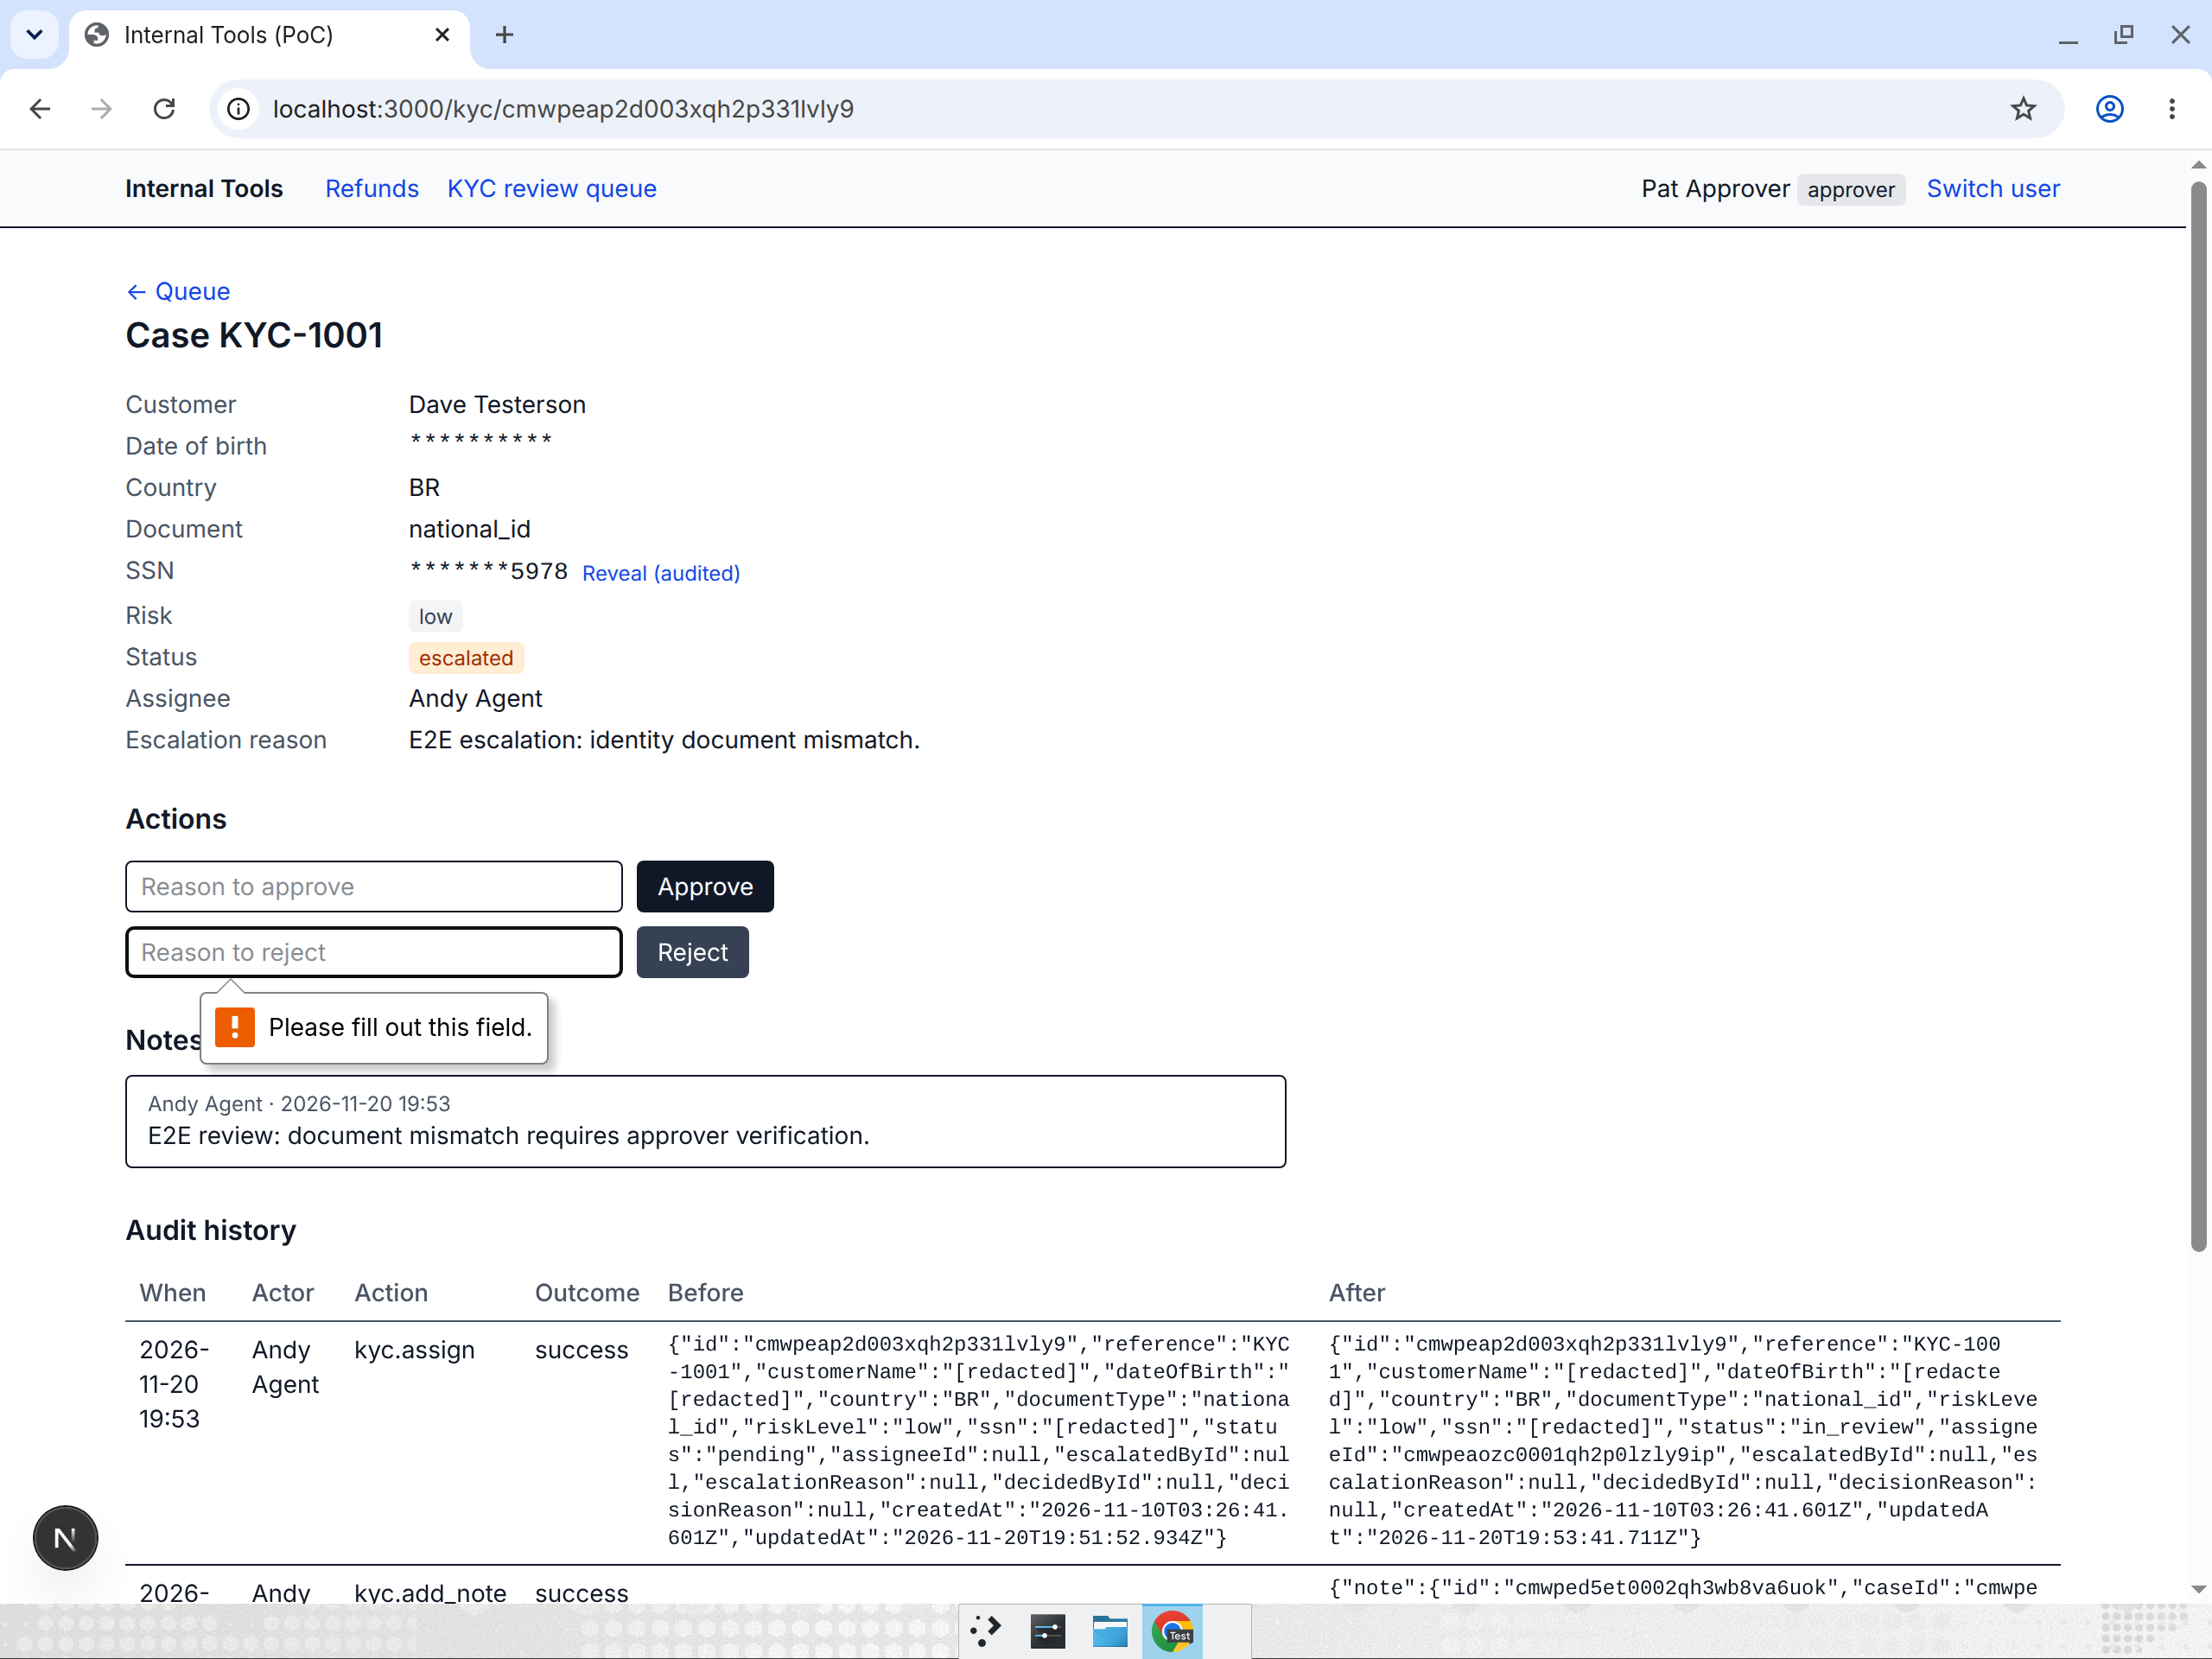 Internal Tools (PoC)
localhost:3000/kyc/cmwpeap2d003xqh2p331lvly9
Internal Tools Refunds KYC review queue Pat Approver approver Switch user
← Queue
Case KYC-1001
Customer Dave Testerson
Date of birth **********
Country BR
Document national_id
SSN *******5978 Reveal (audited)
Risk low
Status escalated
Assignee Andy Agent
Escalation reason E2E escalation: identity document mismatch.
Actions
Reason to approve Approve
Reason to reject Reject
Please fill out this field.
Notes
Andy Agent · 2026-11-20 19:53
E2E review: document mismatch requires approver verification.
Audit history
When Actor Action Outcome Before After
2026-11-20 19:53 Andy Agent kyc.assign success
{"id":"cmwpeap2d003xqh2p331lvly9","reference":"KYC
-1001","customerName":"[redacted]","dateOfBirth":"
[redacted]","country":"BR","documentType":"nationa
l_id","riskLevel":"low","ssn":"[redacted]","statu
s":"pending","assigneeId":null,"escalatedById":nul
l,"escalationReason":null,"decidedById":null,"deci
sionReason":null,"createdAt":"2026-11-10T03:26:41.
601Z","updatedAt":"2026-11-20T19:51:52.934Z"}
{"id":"cmwpeap2d003xqh2p331lvly9","reference":"KYC-100
1","customerName":"[redacted]","dateOfBirth":"[redacte
d]","country":"BR","documentType":"national_id","riskLeve
l":"low","ssn":"[redacted]","status":"in_review","assigne
eId":"cmwpeaozc0001qh2p0lzly9ip","escalatedById":null,"es
calationReason":null,"decidedById":null,"decisionReason":
null,"createdAt":"2026-11-10T03:26:41.601Z","updatedA
t":"2026-11-20T19:53:41.711Z"}
2026- Andy kyc.add_note success {"note":{"id":"cmwped5et0002qh3wb8va6uok","caseId":"cmwpe
N
Test